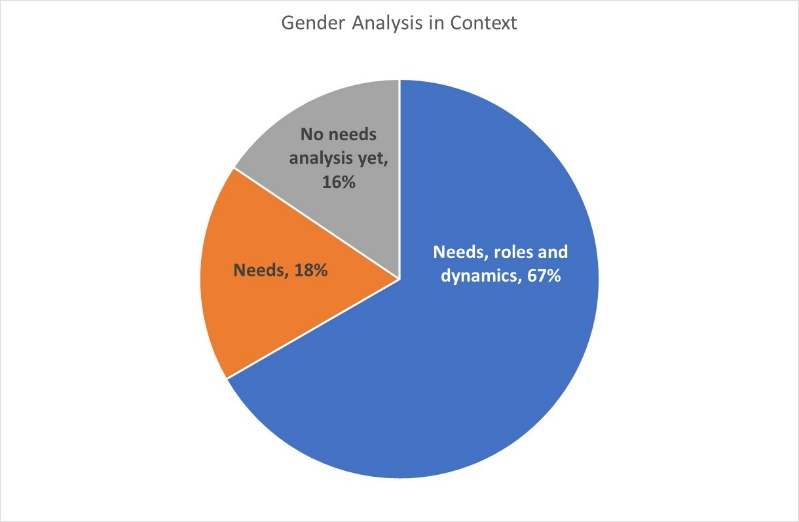 Gender Analysis in Context
No needs
analysis yet,
16%
Needs, roles and
dynamics, 67%
Needs, 18%